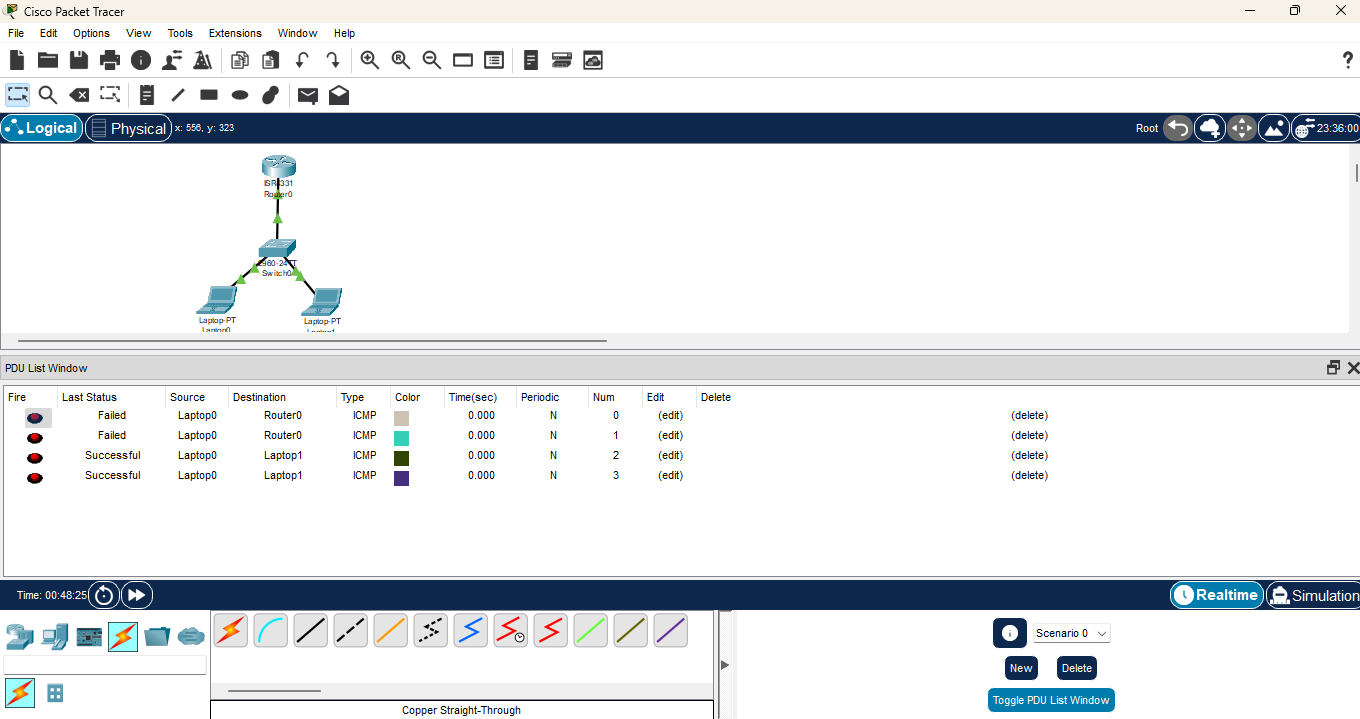 Cisco Packet Tracer
File Edit Options View Tools Extensions Window Help
?
Logical Physical x: 556, y: 323 Root 23:36:00
Router0
Switch0
Laptop-PT Laptop-PT
Laptop0
PDU List Window
Fire Last Status Source Destination Type Color Time(sec) Periodic Num Edit Delete
Failed Laptop0 Router0 ICMP 0.000 N 0 (edit) (delete)
Failed Laptop0 Router0 ICMP 0.000 N 1 (edit) (delete)
Successful Laptop0 Laptop1 ICMP 0.000 N 2 (edit) (delete)
Successful Laptop0 Laptop1 ICMP 0.000 N 3 (edit) (delete)
Time: 00:48:25 Realtime Simulation
Scenario 0
New Delete
Toggle PDU List Window
Copper Straight-Through